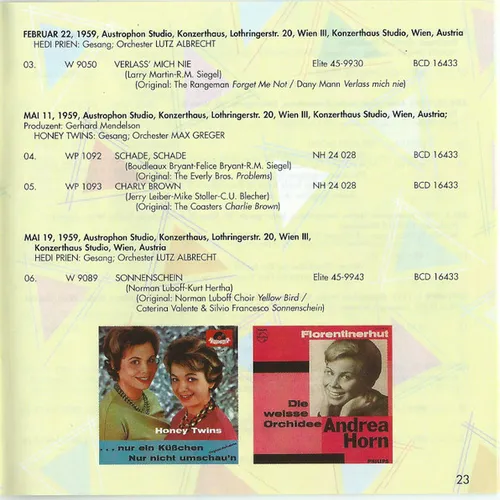 FEBRUAR 22, 1959, Austrophon Studio, Konzerthaus, Lothringerstr. 20, Wien III, Konzerthaus Studio, Wien, Austria
HEDI PRIEN: Gesang; Orchester LUTZ ALBRECHT
03. W 9050 VERLASS' MICH NIE Elite 45-9930 BCD 16433
(Larry Martin-R.M. Siegel)
(Original: The Rangeman Forget Me Not / Dany Mann Verlass mich nie)
MAI 11, 1959, Austrophon Studio, Konzerthaus, Lothringerstr. 20, Wien III, Konzerthaus Studio, Wien, Austria;
Produzent: Gerhard Mendelson
HONEY TWINS: Gesang; Orchester MAX GREGER
04. WP 1092 SCHADE, SCHADE NH 24 028 BCD 16433
(Boudleaux Bryant-Felice Bryant-R.M. Siegel)
(Original: The Everly Bros. Problems)
05. WP 1093 CHARLY BROWN NH 24 028 BCD 16433
(Jerry Leiber-Mike Stoller-C.U. Blecher)
(Original: The Coasters Charlie Brown)
MAI 19, 1959, Austrophon Studio, Konzerthaus, Lothringerstr. 20, Wien III,
Konzerthaus Studio, Wien, Austria
HEDI PRIEN: Gesang; Orchester LUTZ ALBRECHT
06. W 9089 SONNENSCHEIN Elite 45-9943 BCD 16433
(Norman Luboff-Kurt Hertha)
(Original: Norman Luboff Choir Yellow Bird /
Caterina Valente & Silvio Francesco Sonnenschein)
Honey Twins
... nur ein Küßchen
Nur nicht umschau'n
Florentinerhut
Die
weisse
Orchidee
Andrea
Horn
PHILIPS
23